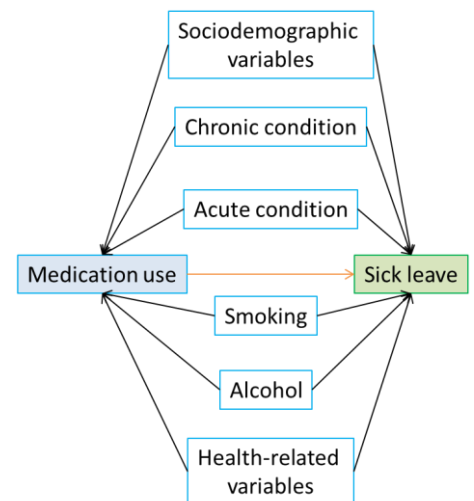 Sociodemographic
variables
Chronic condition
Acute condition
Medication use
Sick leave
Smoking
Alcohol
Health-related
variables